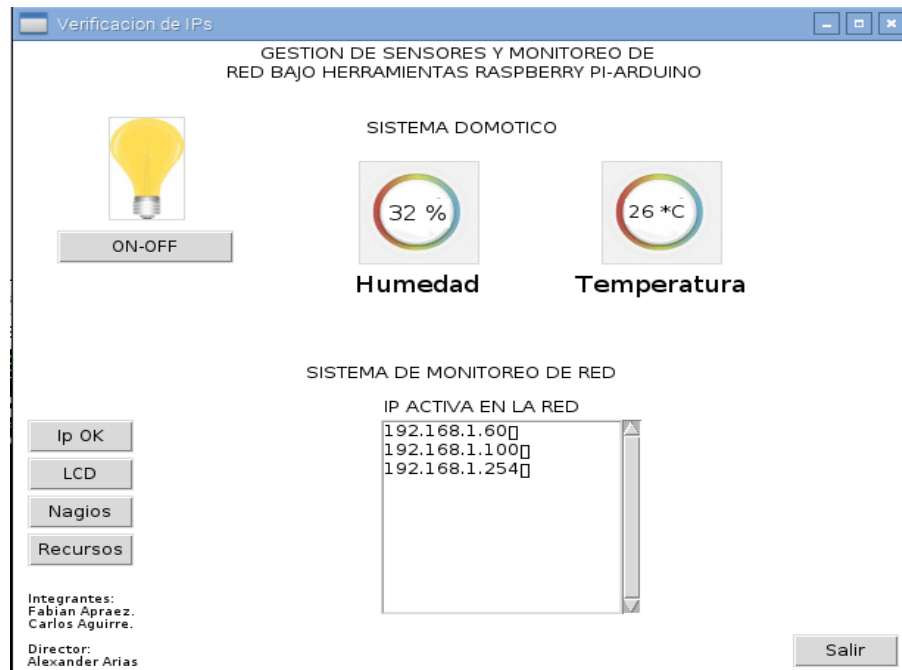 Verificacion de IPs
GESTION DE SENSORES Y MONITOREO DE
RED BAJO HERRAMIENTAS RASPBERRY PI-ARDUINO
SISTEMA DOMOTICO
32 %
26 *C
ON-OFF
Humedad
Temperatura
SISTEMA DE MONITOREO DE RED
IP ACTIVA EN LA RED
192.168.1.60▯
192.168.1.100▯
192.168.1.254▯
Ip OK
LCD
Nagios
Recursos
Integrantes:
Fabian Apraez.
Carlos Aguirre.
Director:
Alexander Arias
Salir